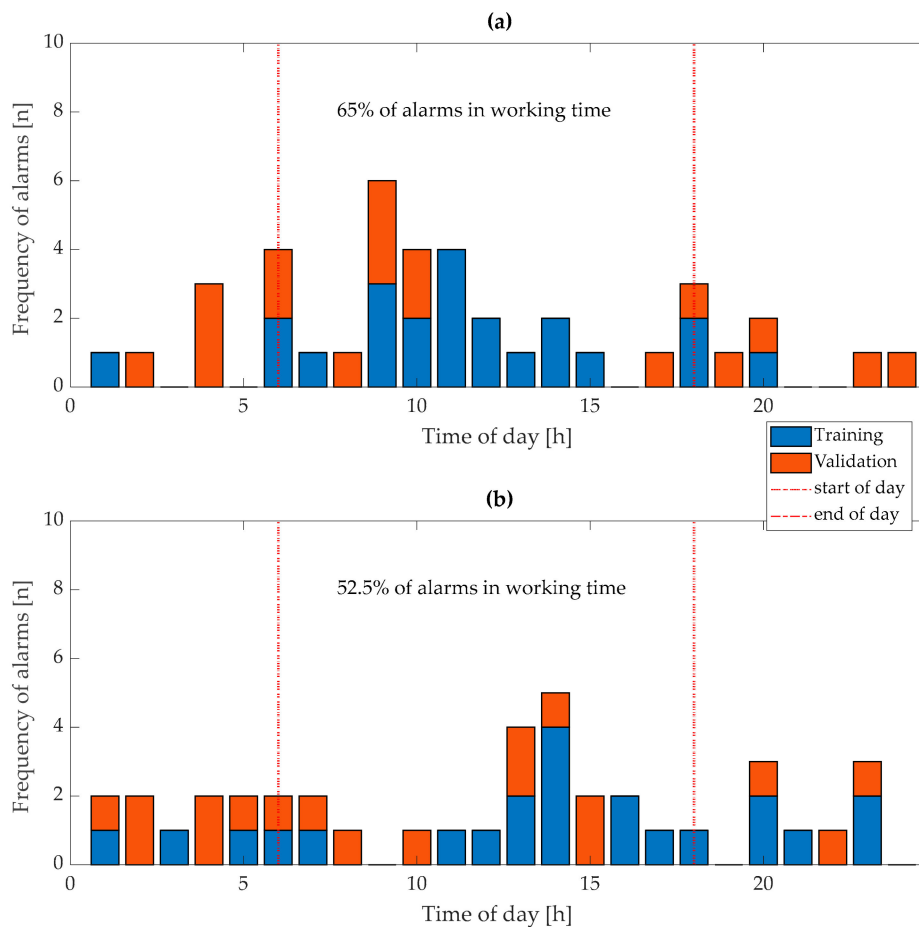 (a)
10
8
6
4
2
0
Frequency of alarms [n]
65% of alarms in working time
0
5
10
15
20
Time of day [h]
Training
Validation
start of day
end of day
(b)
10
8
6
4
2
0
Frequency of alarms [n]
52.5% of alarms in working time
0
5
10
15
20
Time of day [h]